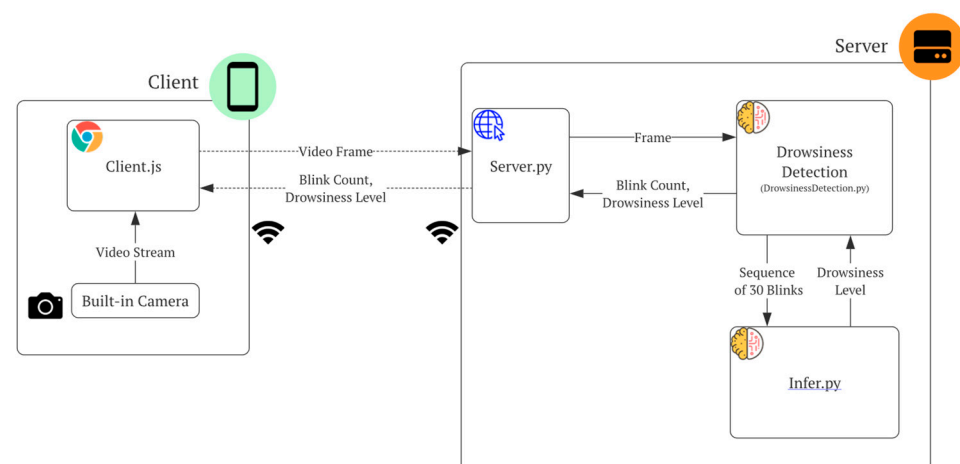 Server
Client
Client.js
Video Frame
Blink Count,
Drowsiness Level
Video Stream
Built-in Camera
Server.py
Frame
Blink Count,
Drowsiness Level
Drowsiness
Detection
(DrowsinessDetection.py)
Sequence
of 30 Blinks
Drowsiness
Level
Infer.py